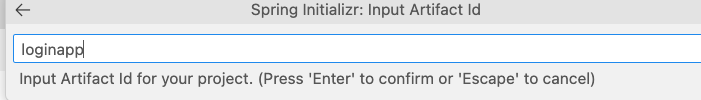 Spring Initializr: Input Artifact Id
loginapp
Input Artifact Id for your project. (Press 'Enter' to confirm or 'Escape' to cancel)